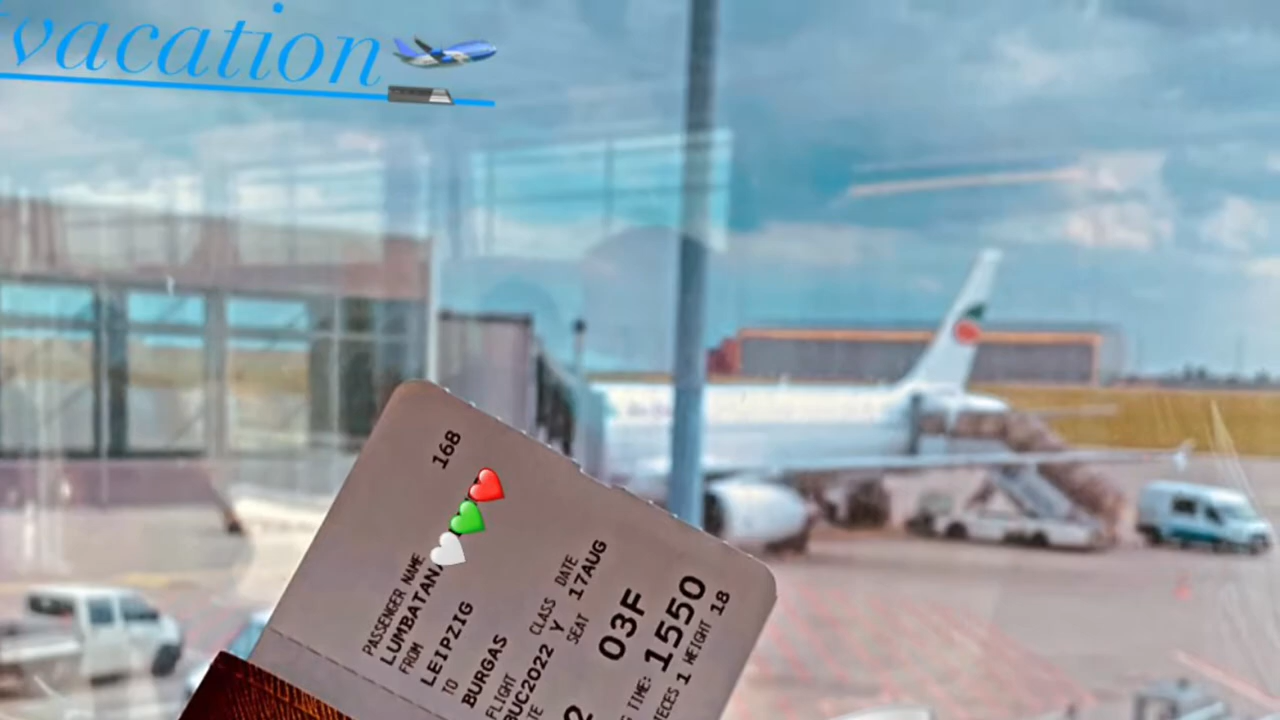 vacation
168
PASSENGER NAME
LUMBATAN
FROM
LEIPZIG
TO
BURGAS
FLIGHT CLASS DATE
BUC2022 Y 17AUG
SEAT
03F
TIME: 1550
1 WEIGHT 18